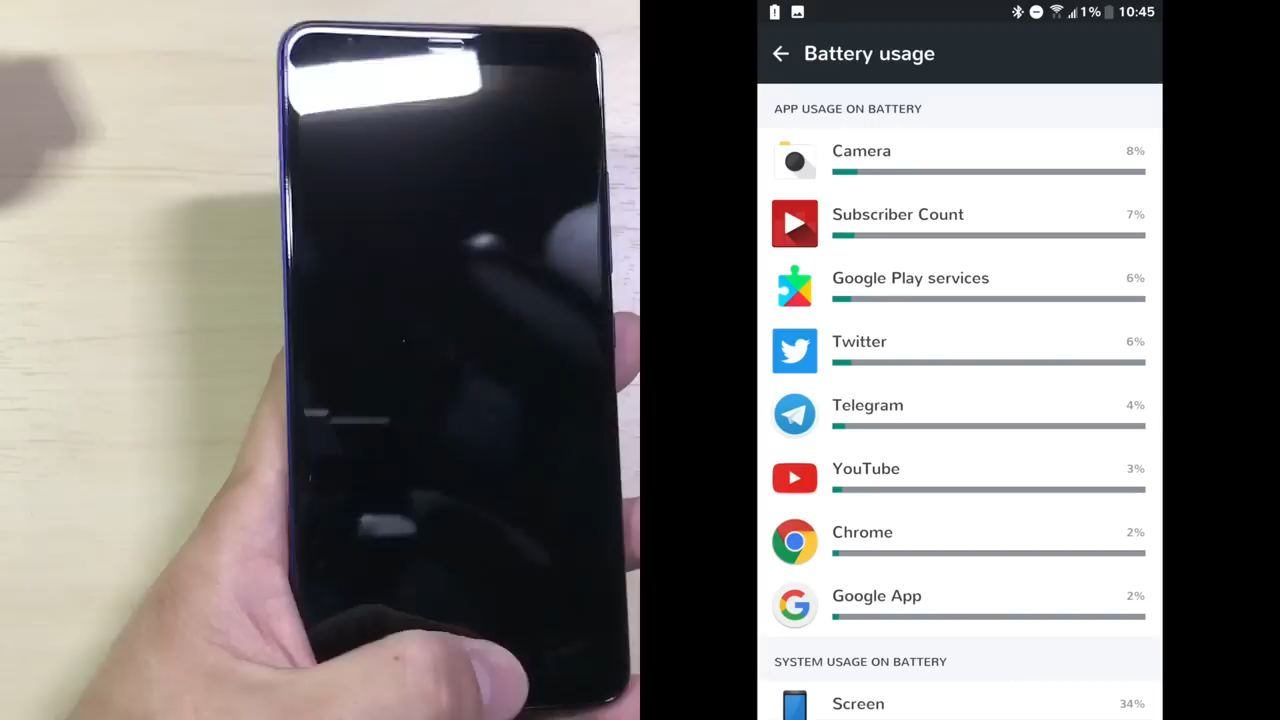 1% 10:45
Battery usage
APP USAGE ON BATTERY
Camera 8%
Subscriber Count 7%
Google Play services 6%
Twitter 6%
Telegram 4%
YouTube 3%
Chrome 2%
Google App 2%
SYSTEM USAGE ON BATTERY
Screen 34%